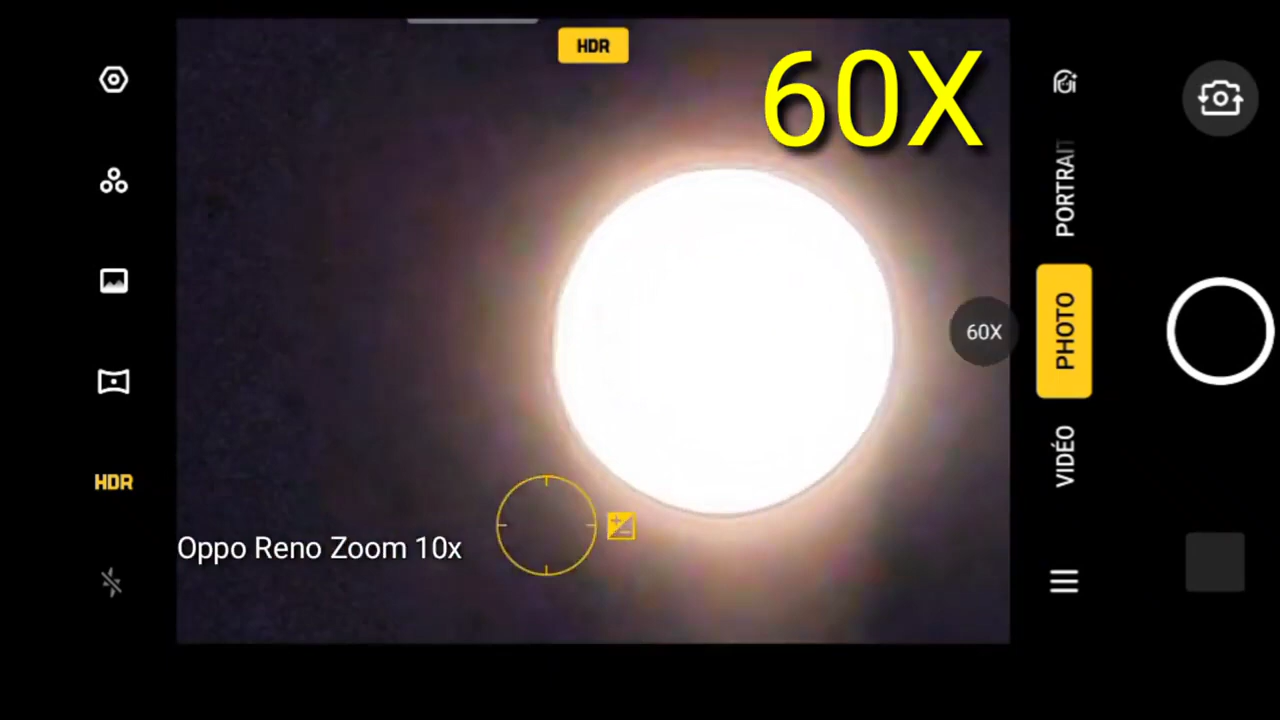 HDR
60X
60X
PORTRAIT
PHOTO
VIDÉO
HDR
Oppo Reno Zoom 10x